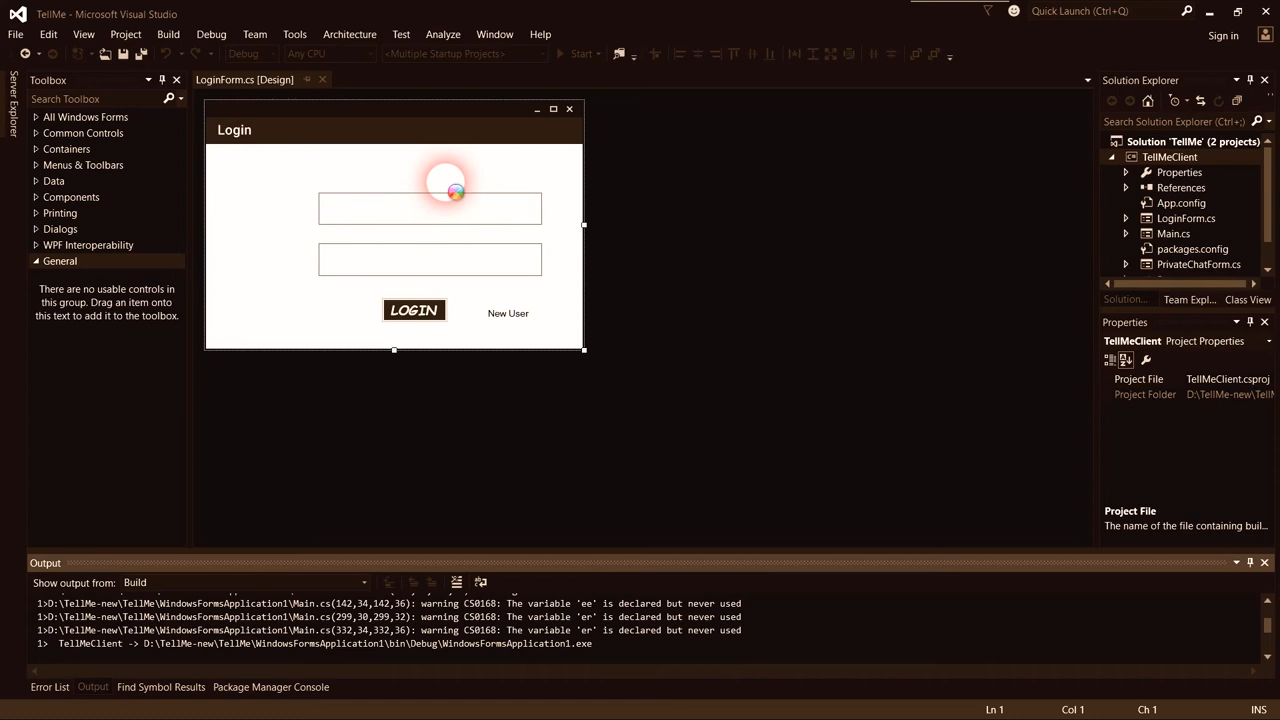 TellMe - Microsoft Visual Studio
Quick Launch (Ctrl+Q)
File Edit View Project Build Debug Team Tools Architecture Test Analyze Window Help
Sign in
Debug Any CPU <Multiple Startup Projects> Start
Server Explorer
Toolbox
Search Toolbox
All Windows Forms
Common Controls
Containers
Menus & Toolbars
Data
Components
Printing
Dialogs
WPF Interoperability
General
There are no usable controls in
this group. Drag an item onto
this text to add it to the toolbox.
LoginForm.cs [Design]
Login
LOGIN
New User
Solution Explorer
Search Solution Explorer (Ctrl+;)
Solution 'TellMe' (2 projects)
TellMeClient
Properties
References
App.config
LoginForm.cs
Main.cs
packages.config
PrivateChatForm.cs
Solution... Team Expl... Class View
Properties
TellMeClient Project Properties
Project File TellMeClient.csproj
Project Folder D:\TellMe-new\TellM
Project File
The name of the file containing buil...
Output
Show output from: Build
1>D:\TellMe-new\TellMe\WindowsFormsApplication1\Main.cs(142,34,142,36): warning CS0168: The variable 'ee' is declared but never used
1>D:\TellMe-new\TellMe\WindowsFormsApplication1\Main.cs(299,30,299,32): warning CS0168: The variable 'er' is declared but never used
1>D:\TellMe-new\TellMe\WindowsFormsApplication1\Main.cs(332,34,332,36): warning CS0168: The variable 'er' is declared but never used
1> TellMeClient -> D:\TellMe-new\TellMe\WindowsFormsApplication1\bin\Debug\WindowsFormsApplication1.exe
Error List Output Find Symbol Results Package Manager Console
Ln 1 Col 1 Ch 1 INS